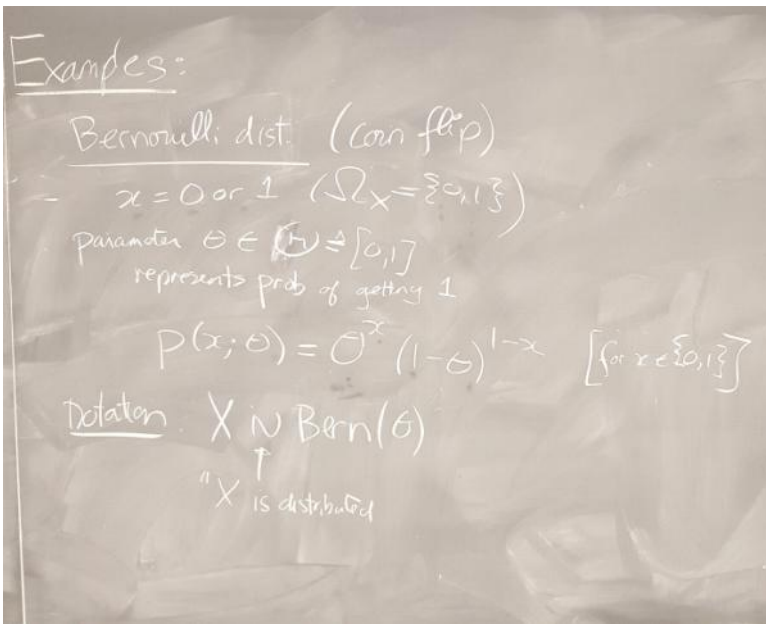 Examples:
Bernoulli dist. (coin flip)
- x = 0 or 1 (Ω_X = {0,1})
parameter θ ∈ Θ ≜ [0,1]
represents prob of getting 1
P(x;θ) = θ^x (1-θ)^{1-x} [for x ∈ {0,1}]
Notation. X ~ Bern(θ)
↑
"X is distributed